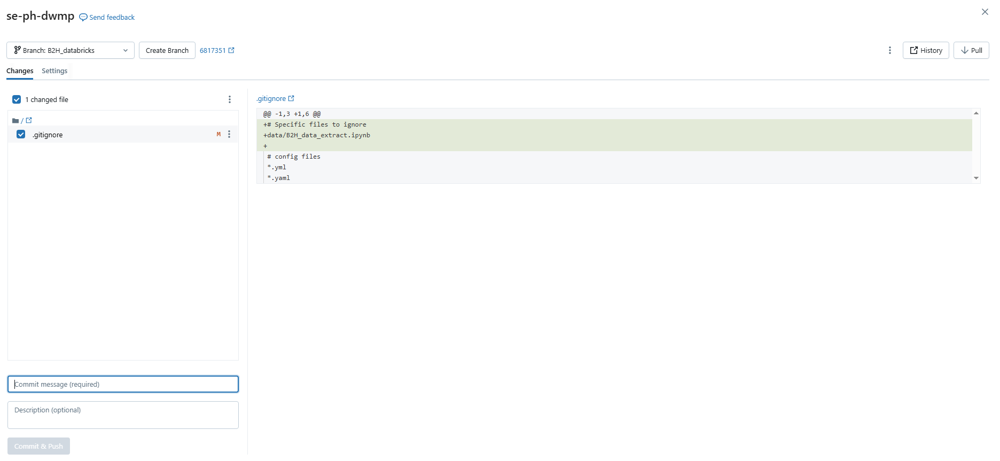 se-ph-dwmp Send feedback
Branch: B2H_databricks Create Branch 6817351 History Pull
Changes Settings
1 changed file
/
.gitignore M
.gitignore
@@ -1,3 +1,6 @@
+# Specific files to ignore
+data/B2H_data_extract.ipynb
+
# config files
*.yml
*.yaml
Commit message (required)
Description (optional)
Commit & Push